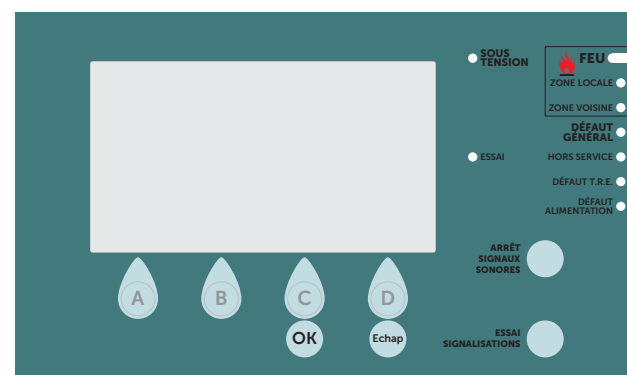 SOUS
TENSION
FEU
ZONE LOCALE
ZONE VOISINE
DÉFAUT
GÉNÉRAL
ESSAI
HORS SERVICE
DÉFAUT T.R.E.
DÉFAUT
ALIMENTATION
ARRÊT
SIGNAUX
SONORES
A B C D
OK Echap
ESSAI
SIGNALISATIONS